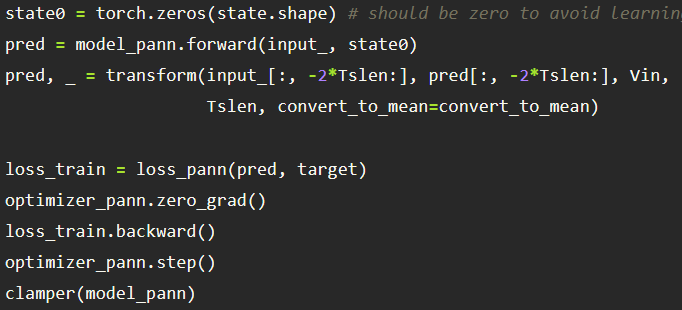 state0 = torch.zeros(state.shape) # should be zero to avoid
pred = model_pann.forward(input_, state0)
pred, _ = transform(input_[:, -2*Tslen:], pred[:, -2*Tslen:], Vin,
Tslen, convert_to_mean=convert_to_mean)
loss_train = loss_pann(pred, target)
optimizer_pann.zero_grad()
loss_train.backward()
optimizer_pann.step()
clamper(model_pann)